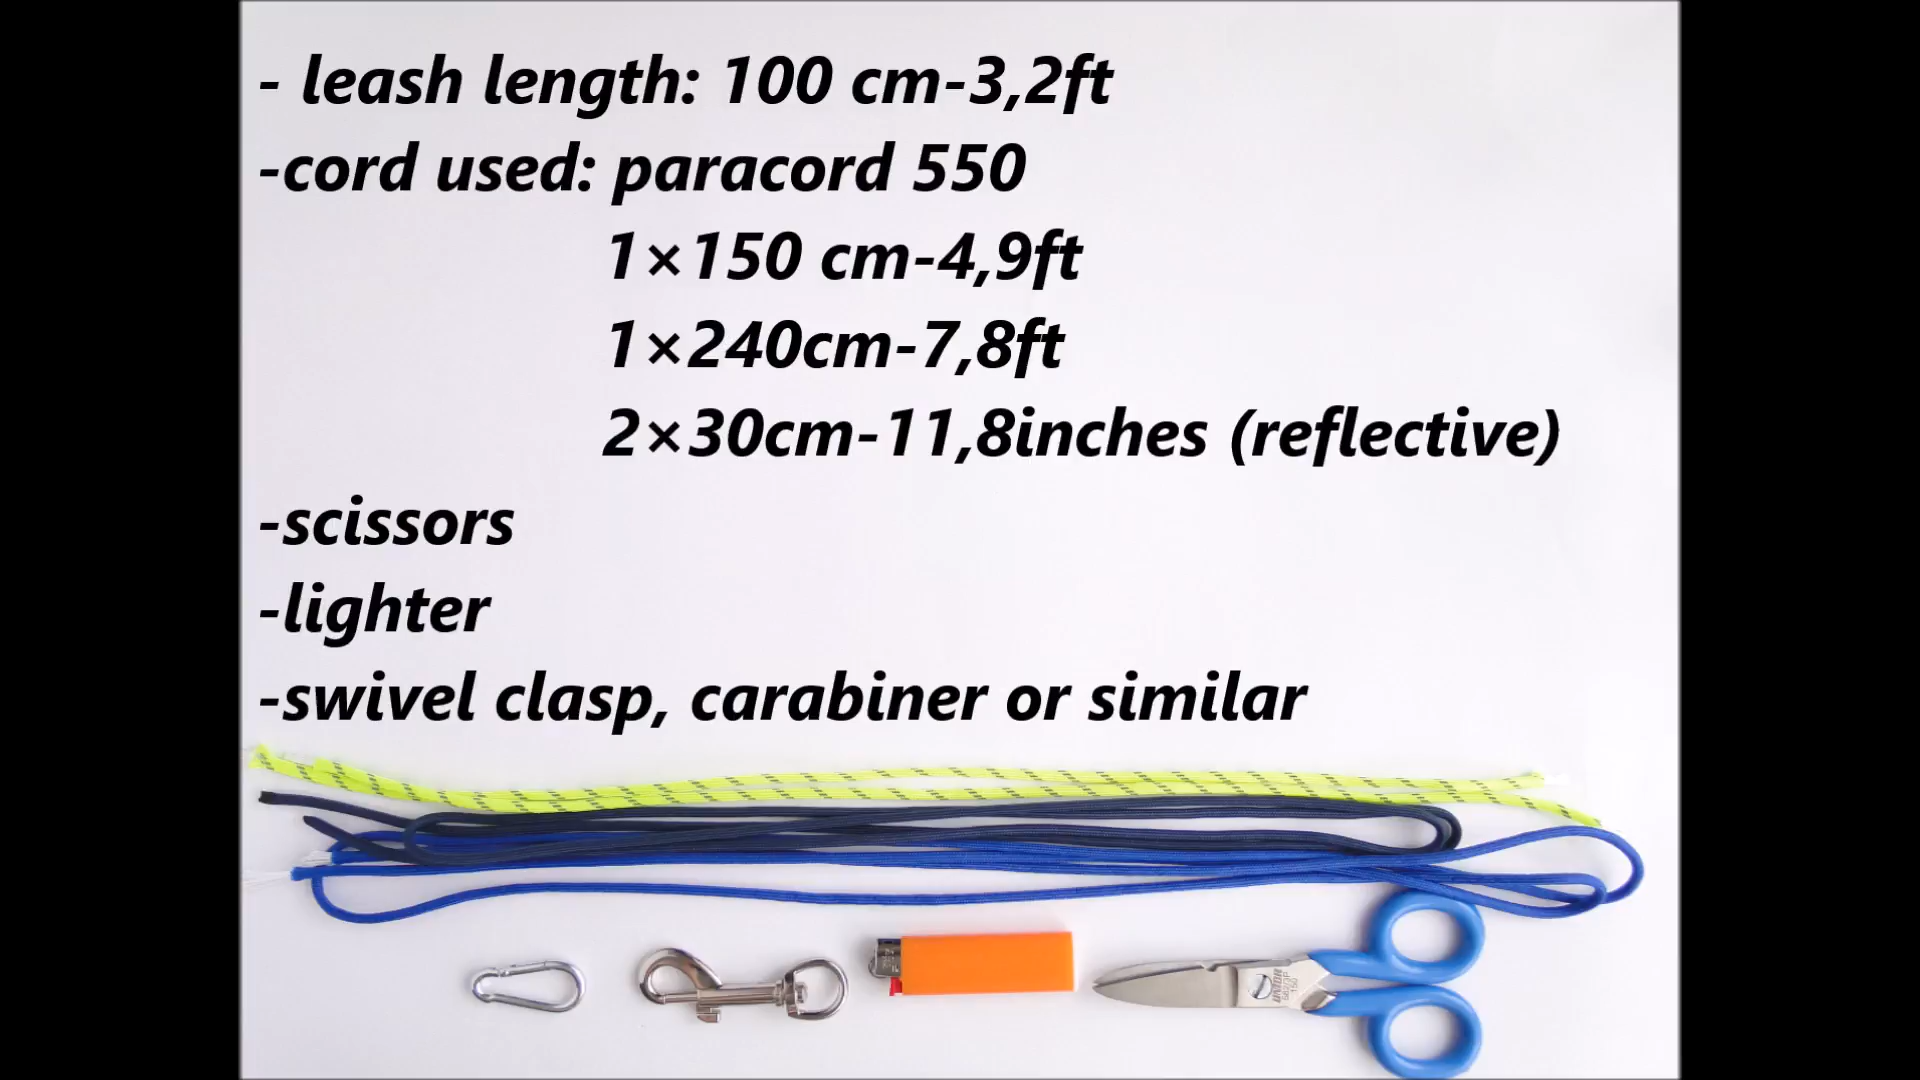 - leash length: 100 cm-3,2ft
-cord used: paracord 550
1×150 cm-4,9ft
1×240cm-7,8ft
2×30cm-11,8inches (reflective)
-scissors
-lighter
-swivel clasp, carabiner or similar